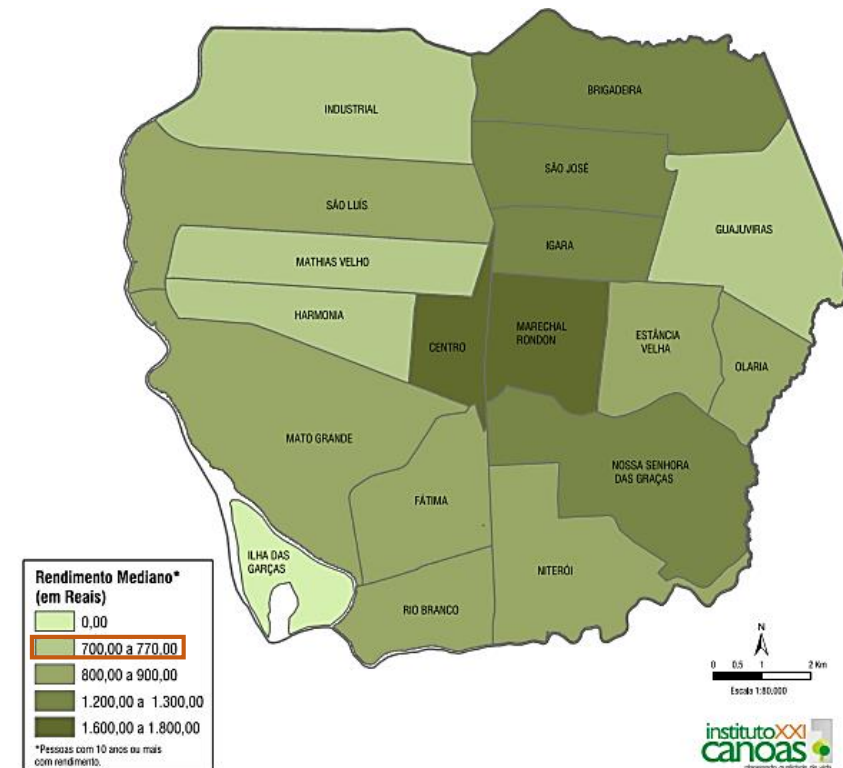 BRIGADEIRA
INDUSTRIAL
SÃO JOSÉ
SÃO LUÍS
GUAJUVIRAS
IGARA
MATHIAS VELHO
HARMONIA
MARECHAL
RONDON
CENTRO
ESTÂNCIA
VELHA
OLARIA
MATO GRANDE
NOSSA SENHORA
DAS GRAÇAS
FÁTIMA
ILHA DAS
GARÇAS
NITERÓI
RIO BRANCO
Rendimento Mediano*
(em Reais)
0,00
700,00 a 770,00
800,00 a 900,00
1.200,00 a 1.300,00
1.600,00 a 1.800,00
*Pessoas com 10 anos ou mais
com rendimento.
N
0 0,5 1 2 Km
Escala 1:80.000
institutoXXI
canoas